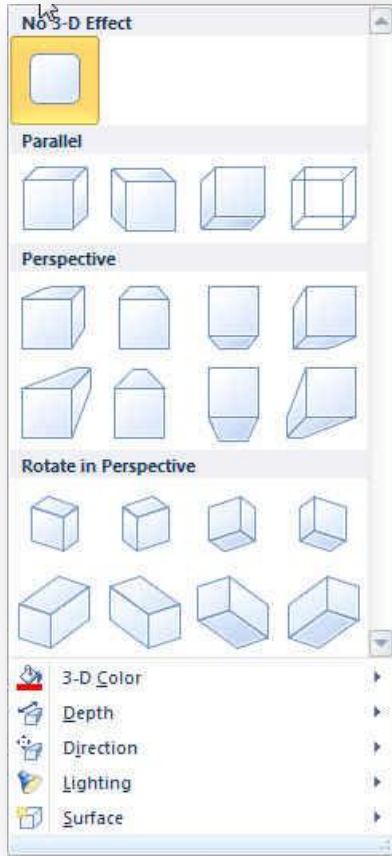 No 3-D Effect
Parallel
Perspective
Rotate in Perspective
3-D Color
Depth
Direction
Lighting
Surface